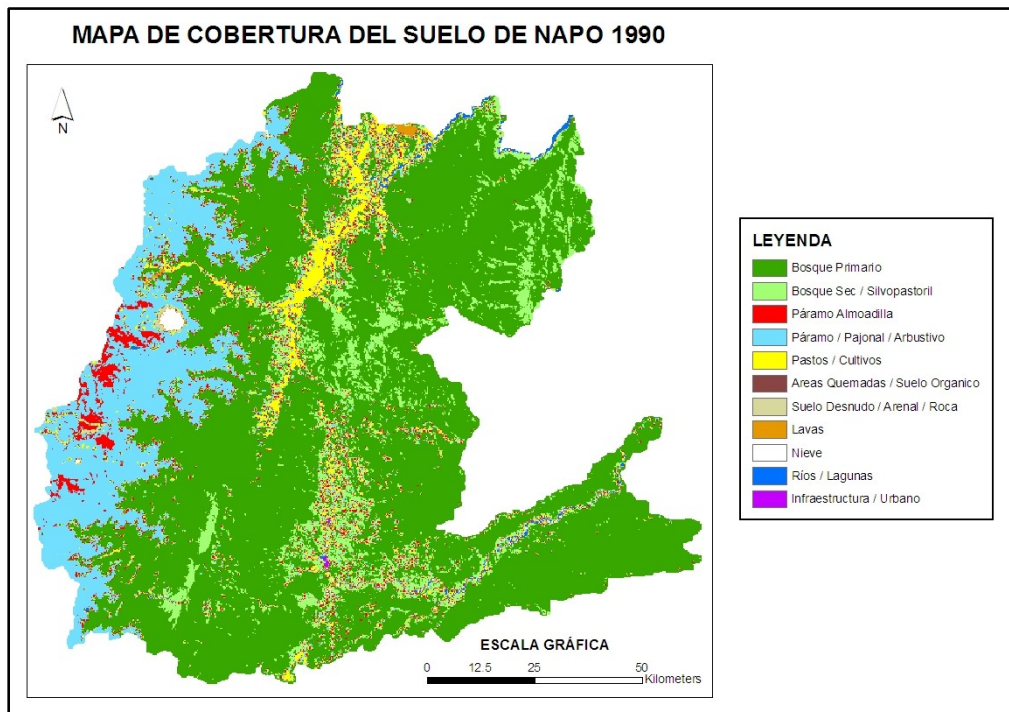 MAPA DE COBERTURA DEL SUELO DE NAPO 1990
N
LEYENDA
Bosque Primario
Bosque Sec / Silvopastoril
Páramo Almoadilla
Páramo / Pajonal / Arbustivo
Pastos / Cultivos
Areas Quemadas / Suelo Organico
Suelo Desnudo / Arenal / Roca
Lavas
Nieve
Ríos / Lagunas
Infraestructura / Urbano
ESCALA GRÁFICA
0 12.5 25 50
Kilometers